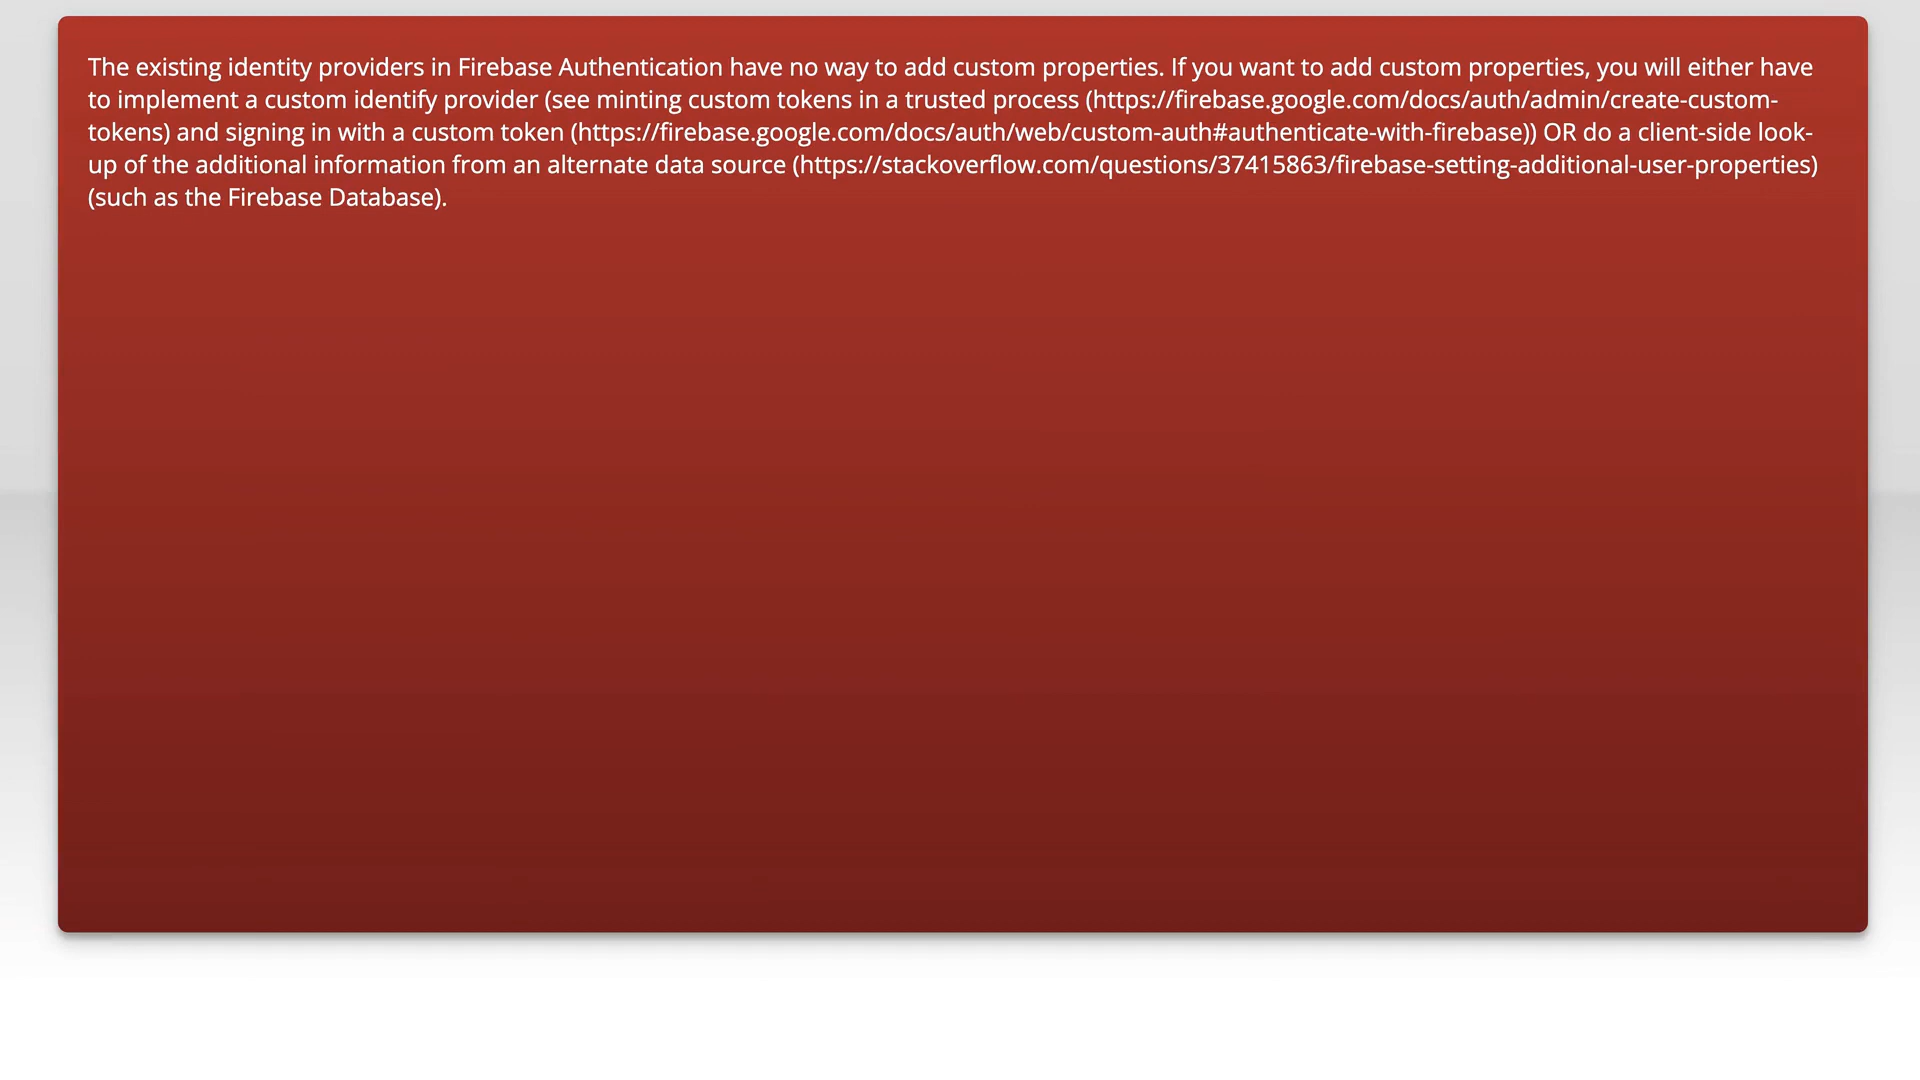 The existing identity providers in Firebase Authentication have no way to add custom properties. If you want to add custom properties, you will either have
to implement a custom identify provider (see minting custom tokens in a trusted process (https://firebase.google.com/docs/auth/admin/create-custom-
tokens) and signing in with a custom token (https://firebase.google.com/docs/auth/web/custom-auth#authenticate-with-firebase)) OR do a client-side look-
up of the additional information from an alternate data source (https://stackoverflow.com/questions/37415863/firebase-setting-additional-user-properties)
(such as the Firebase Database).